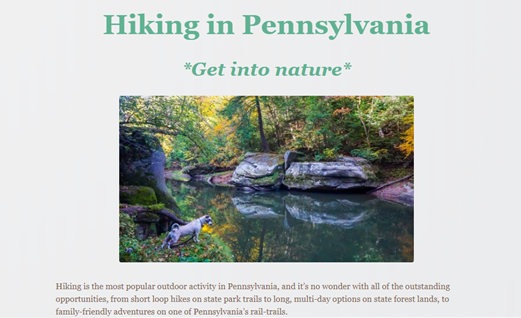 Hiking in Pennsylvania
*Get into nature*
Hiking is the most popular outdoor activity in Pennsylvania, and it's no wonder with all of the outstanding
opportunities, from short loop hikes on state park trails to long, multi-day options on state forest lands, to
family-friendly adventures on one of Pennsylvania's rail-trails.